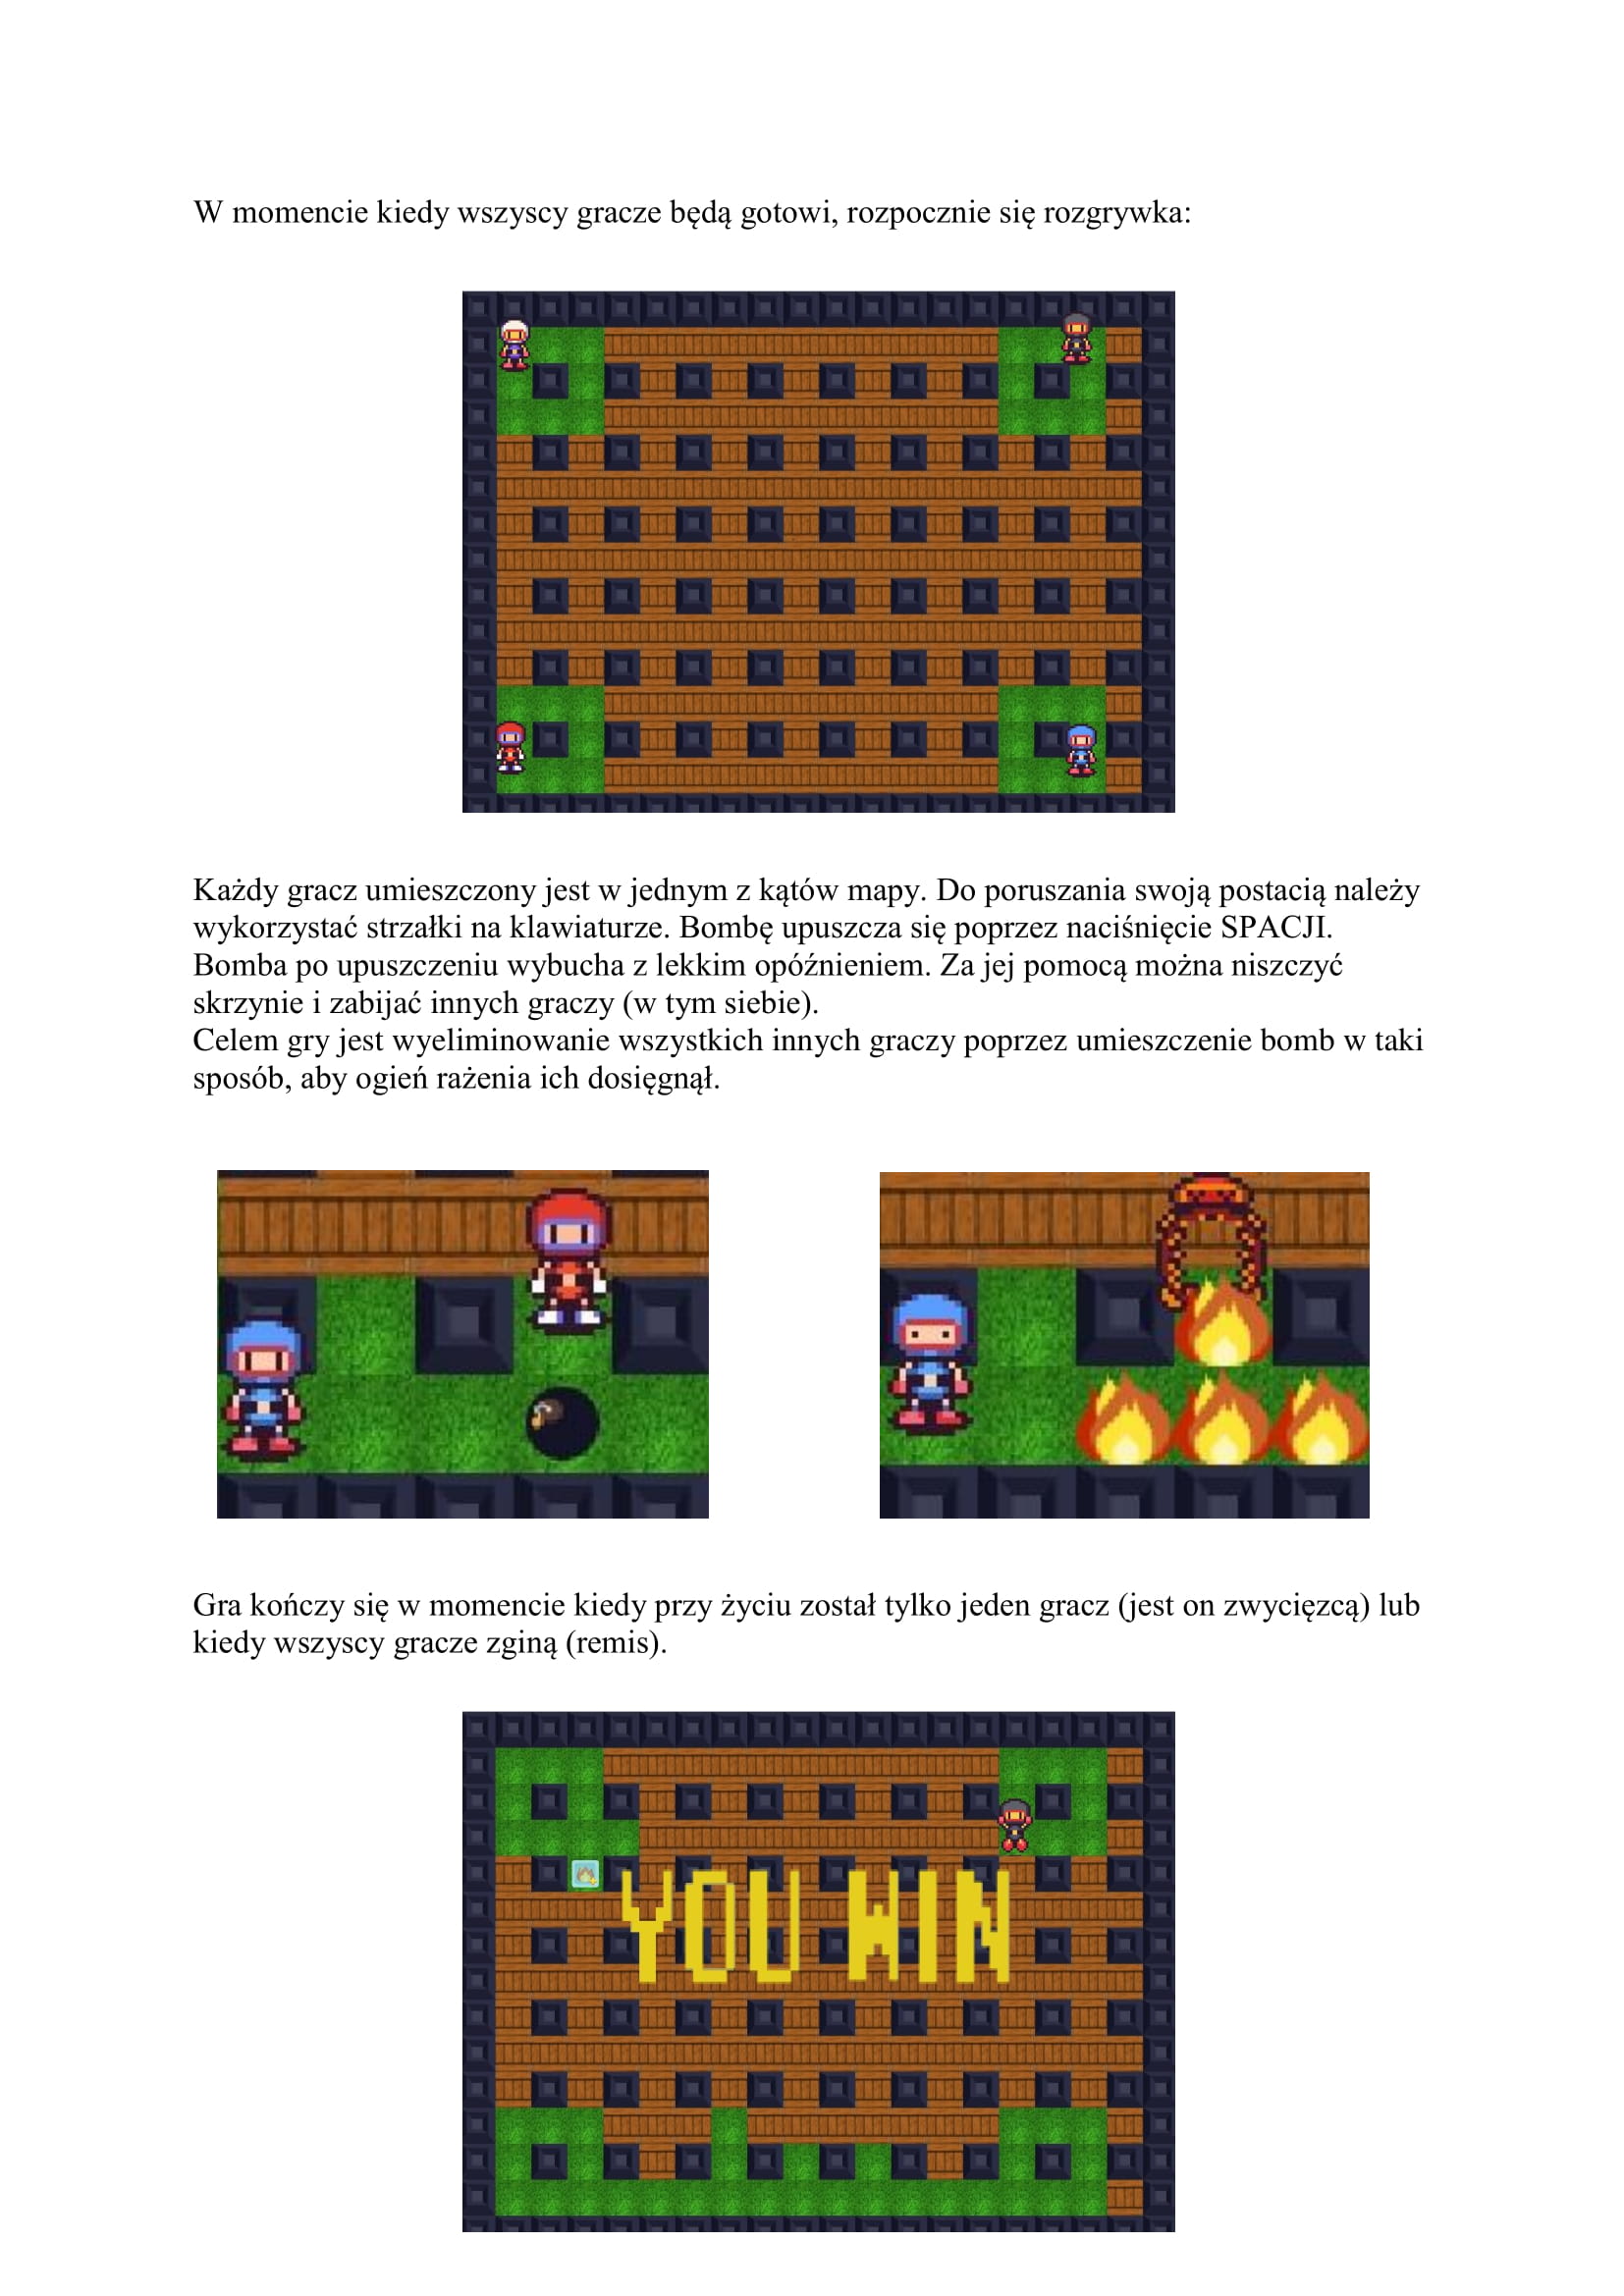 W momencie kiedy wszyscy gracze będą gotowi, rozpocznie się rozgrywka:
Każdy gracz umieszczony jest w jednym z kątów mapy. Do poruszania swoją postacią należy
wykorzystać strzałki na klawiaturze. Bombę upuszcza się poprzez naciśnięcie SPACJI.
Bomba po upuszczeniu wybucha z lekkim opóźnieniem. Za jej pomocą można niszczyć
skrzynie i zabijać innych graczy (w tym siebie).
Celem gry jest wyeliminowanie wszystkich innych graczy poprzez umieszczenie bomb w taki
sposób, aby ogień rażenia ich dosięgnął.
Gra kończy się w momencie kiedy przy życiu został tylko jeden gracz (jest on zwycięzcą) lub
kiedy wszyscy gracze zginą (remis).
YOU WIN